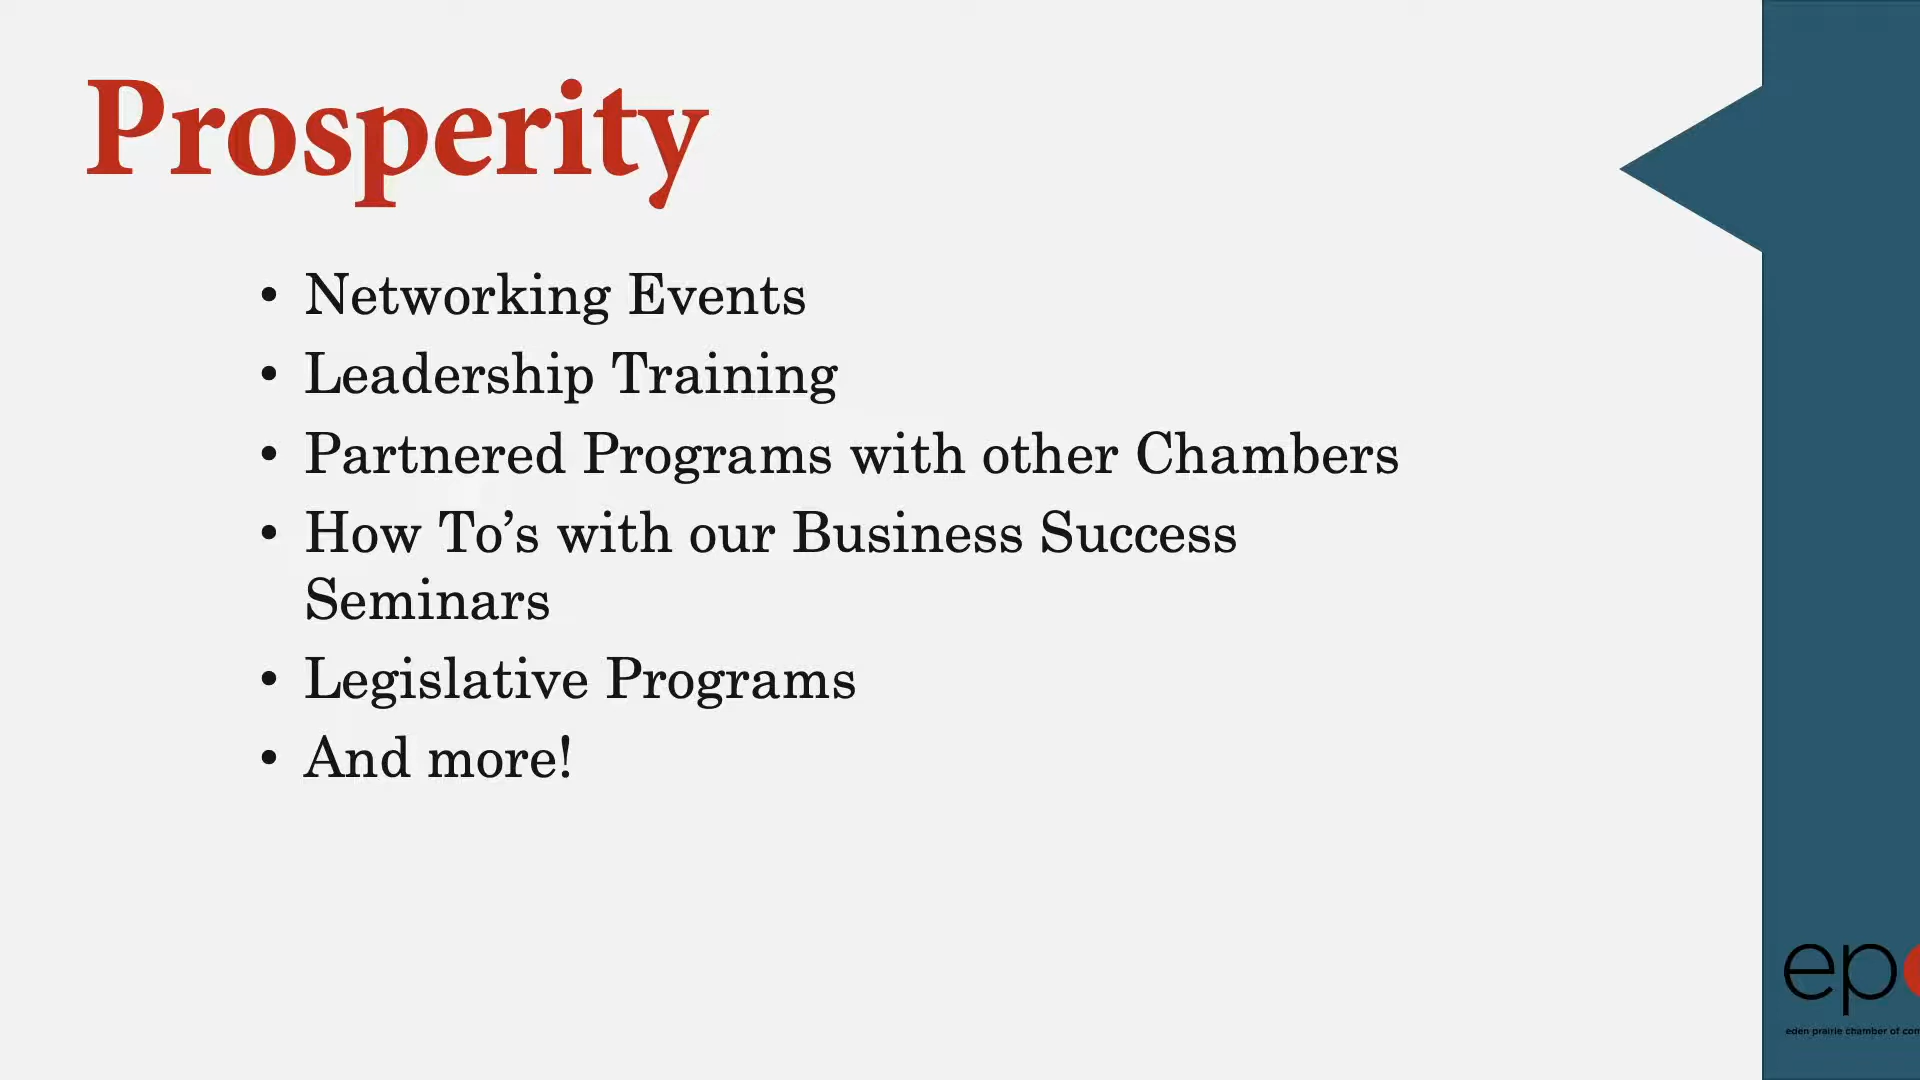 Prosperity
• Networking Events
• Leadership Training
• Partnered Programs with other Chambers
• How To’s with our Business Success
Seminars
• Legislative Programs
• And more!
ep
eden prairie chamber of